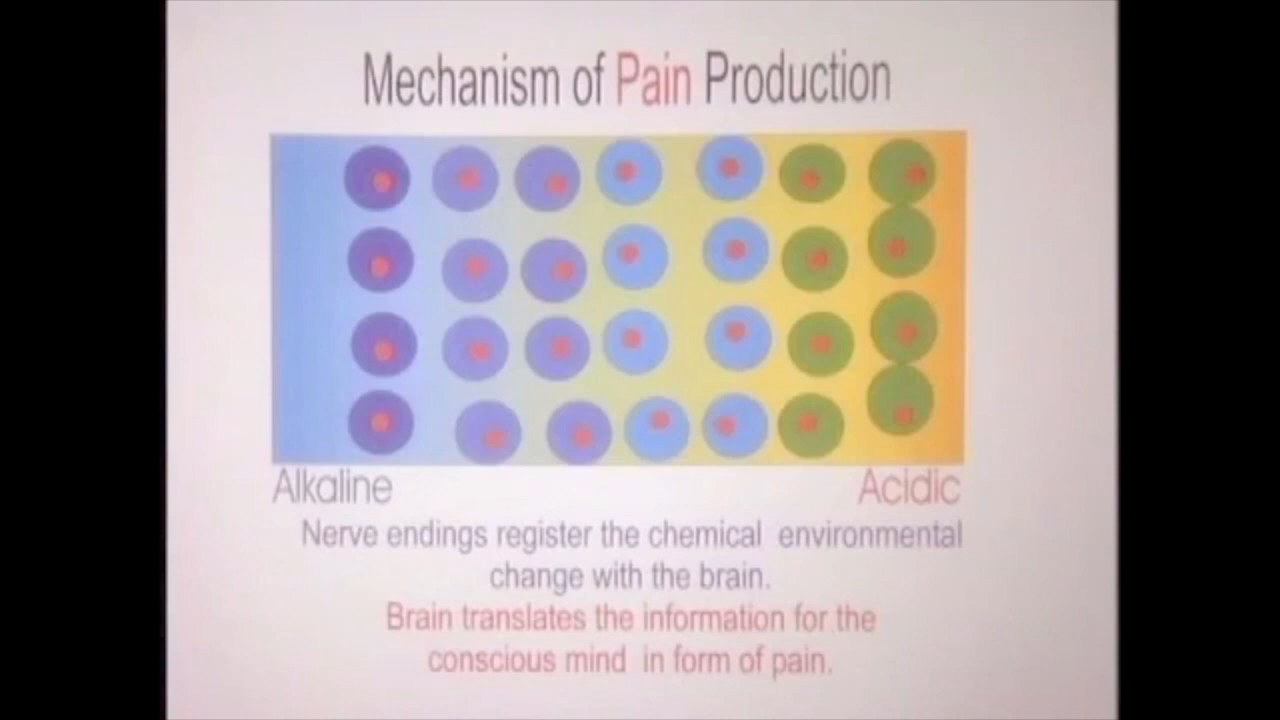 Mechanism of Pain Production
Alkaline
Acidic
Nerve endings register the chemical environmental
change with the brain.
Brain translates the information for the
conscious mind in form of pain.